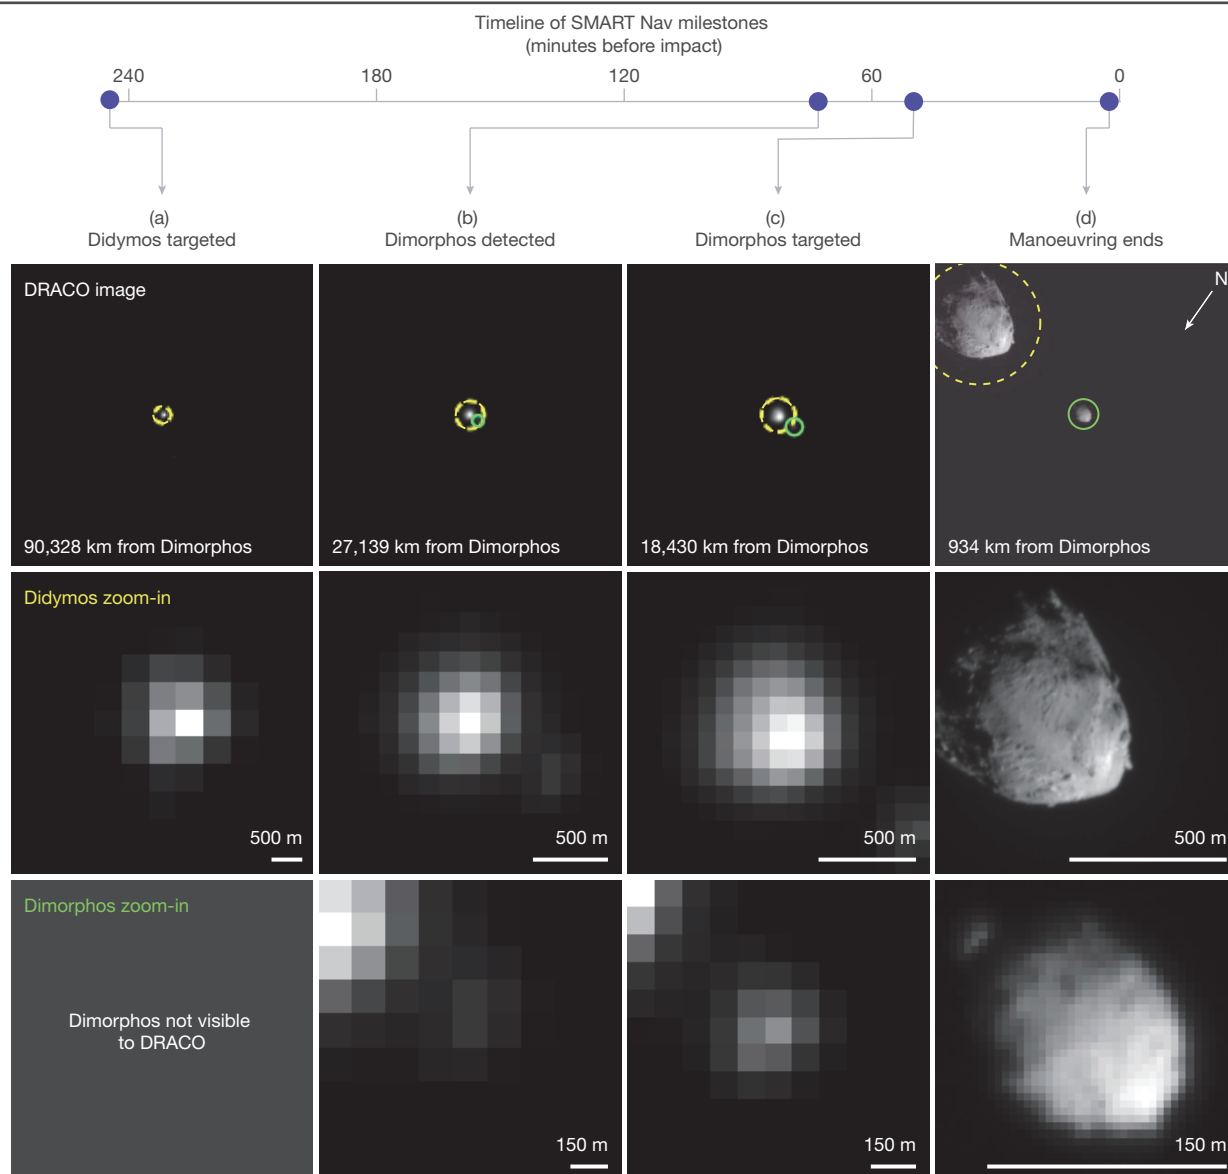 Timeline of SMART Nav milestones
(minutes before impact)
240
180
120
60
0
(a)
Didymos targeted
(b)
Dimorphos detected
(c)
Dimorphos targeted
(d)
Manoeuvring ends
DRACO image
N
90,328 km from Dimorphos
27,139 km from Dimorphos
18,430 km from Dimorphos
934 km from Dimorphos
Didymos zoom-in
500 m
500 m
500 m
500 m
Dimorphos zoom-in
Dimorphos not visible
to DRACO
150 m
150 m
150 m